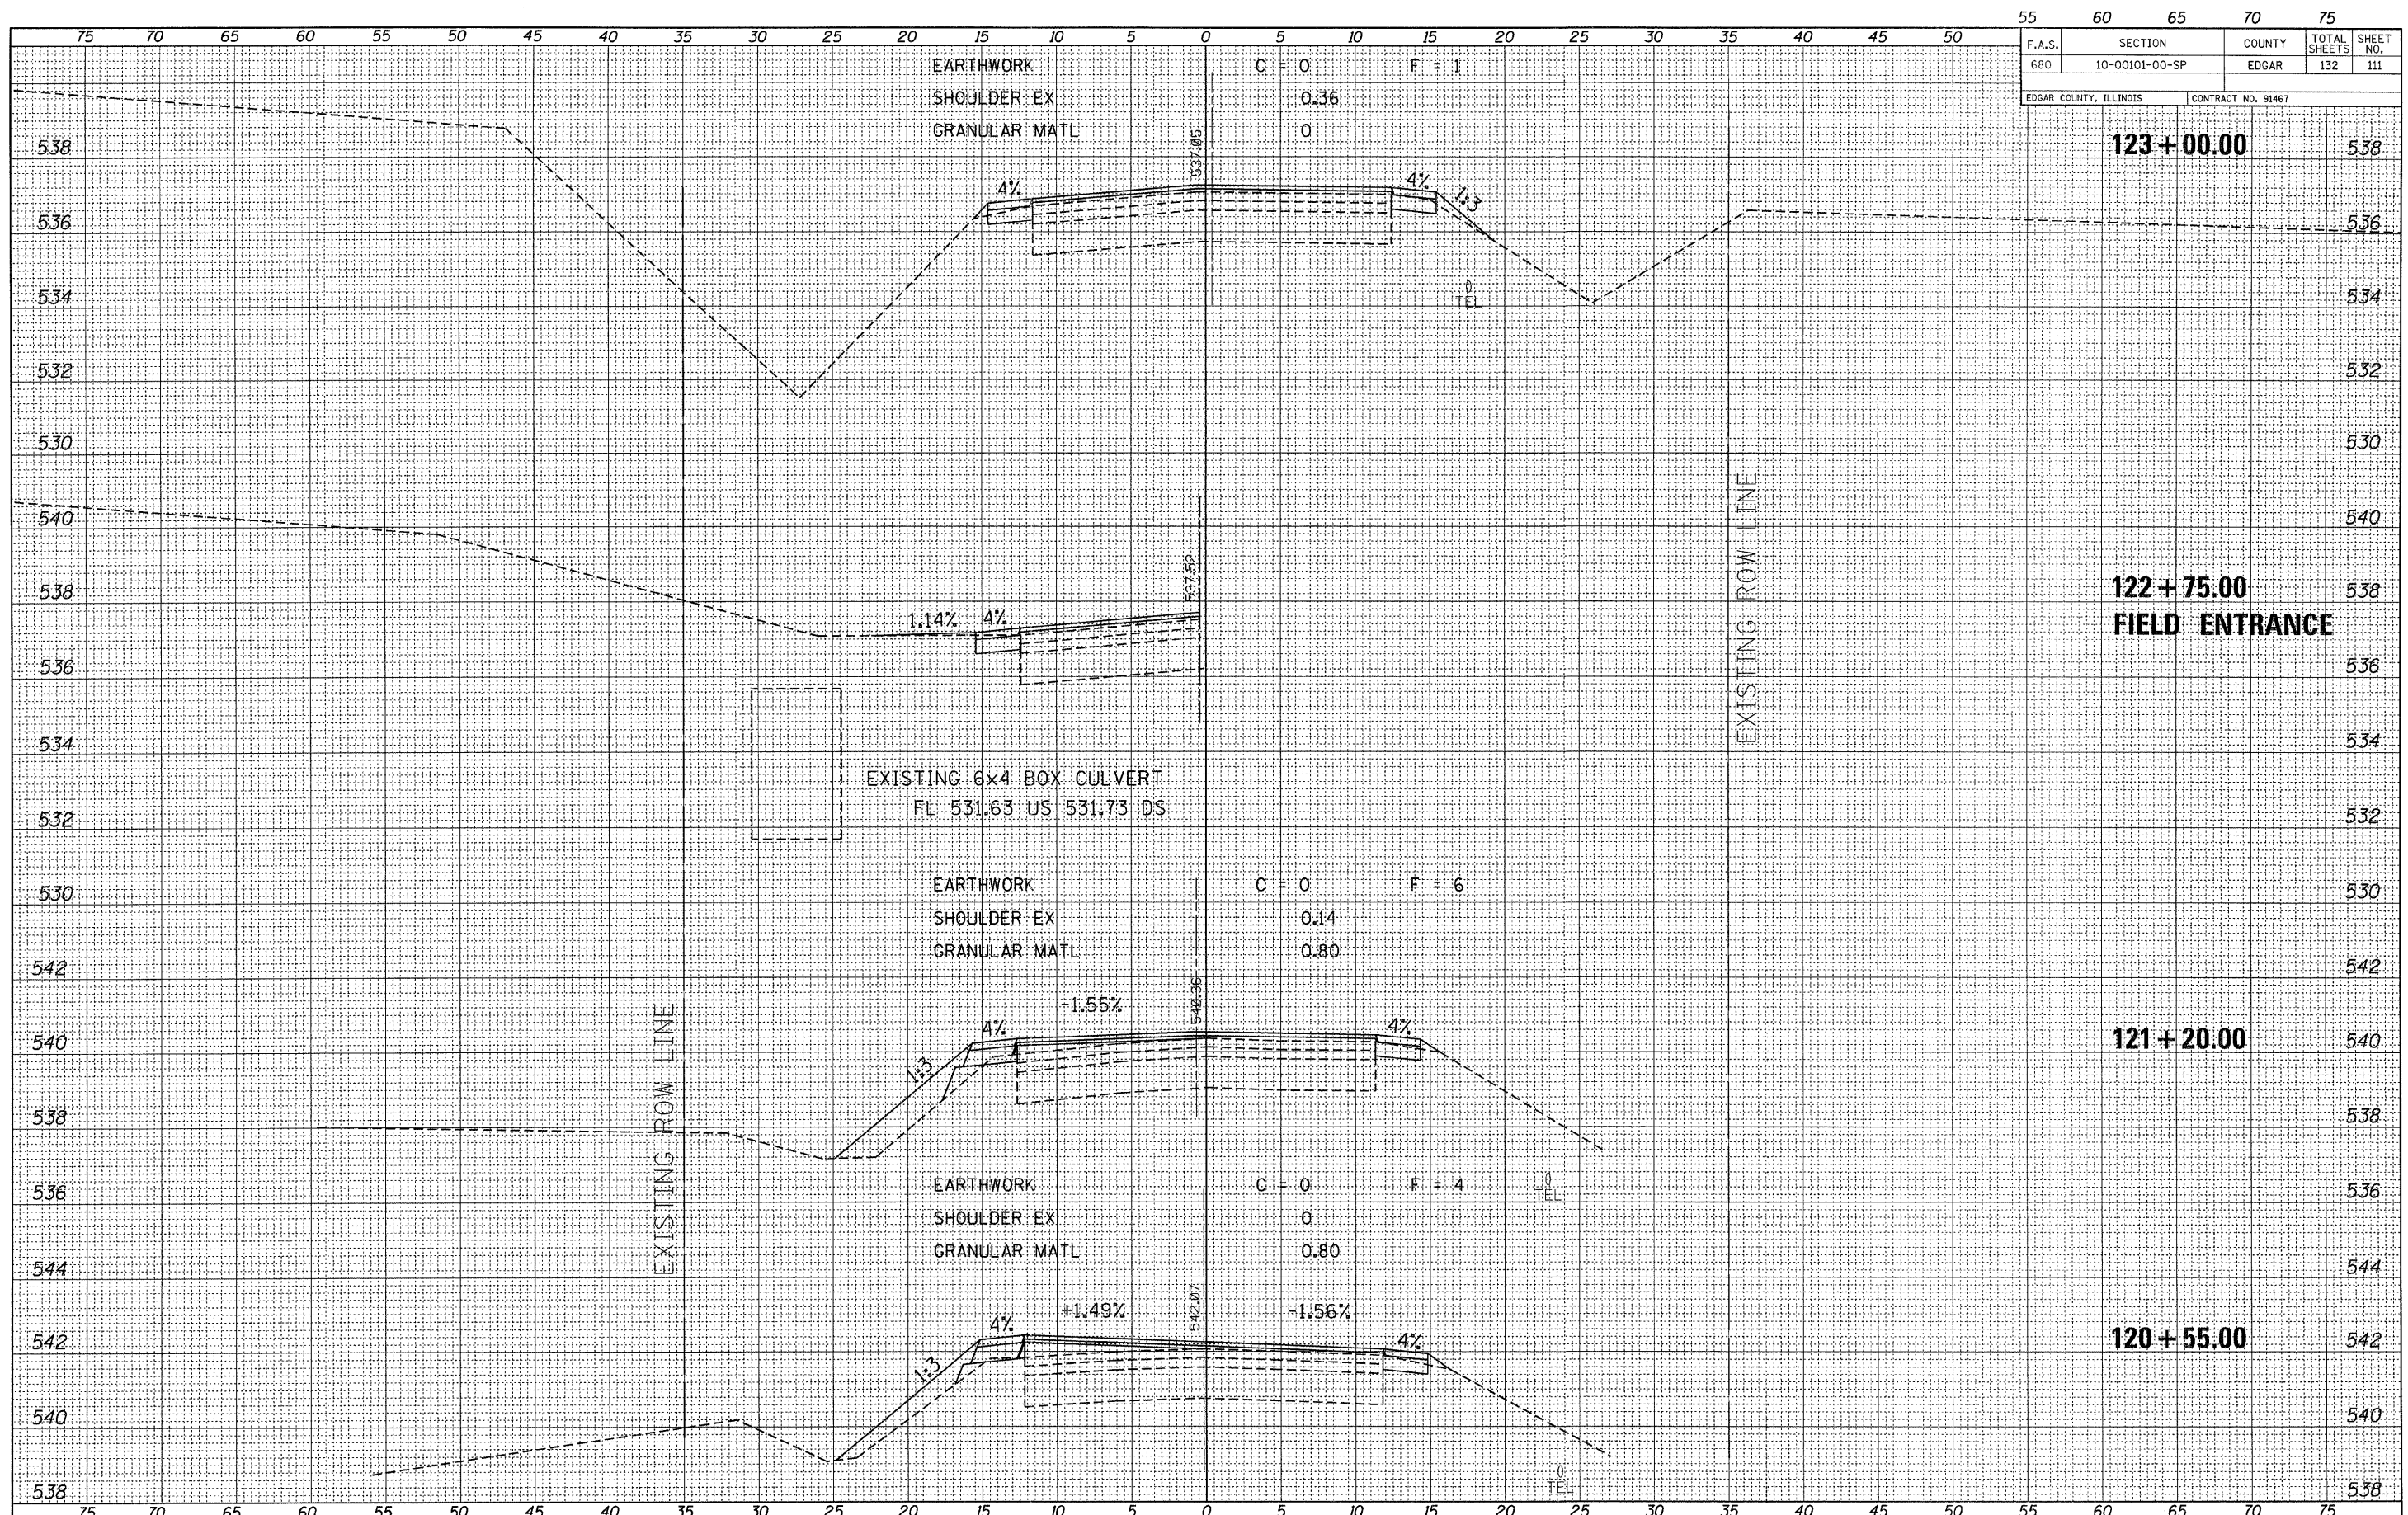 55 60 65 70 75
75 70 65 60 55 50 45 40 35 30 25 20 15 10 5 0 5 10 15 20 25 30 35 40 45 50
F.A.S. SECTION COUNTY TOTAL SHEETS SHEET NO.
680 10-00101-00-SP EDGAR 132 111
EDGAR COUNTY, ILLINOIS CONTRACT NO. 91467
EARTHWORK C = 0 F = 1
SHOULDER EX 0.36
GRANULAR MATL 0
123+00.00
538 538
537.05
4% 4% 1:3
536 536
534 534
0
TEL
532 532
530 530
EXISTING ROW LINE
540 540
537.52
538 538
122+75.00
FIELD ENTRANCE
1.14% 4%
536 536
534 534
EXISTING 6x4 BOX CULVERT
FL 531.63 US 531.73 DS
532 532
530 530
EARTHWORK C = 0 F = 6
SHOULDER EX 0.14
GRANULAR MATL 0.80
542 542
540.36
-1.55%
4% 4%
1:3
540 540
121+20.00
EXISTING ROW LINE
538 538
536 536
EARTHWORK C = 0 F = 4
SHOULDER EX 0
GRANULAR MATL 0.80
0
TEL
544 544
542.07
+1.49% -1.56%
4% 4%
1:3
542 542
120+55.00
540 540
0
TEL
538 538
75 70 65 60 55 50 45 40 35 30 25 20 15 10 5 0 5 10 15 20 25 30 35 40 45 50 55 60 65 70 75